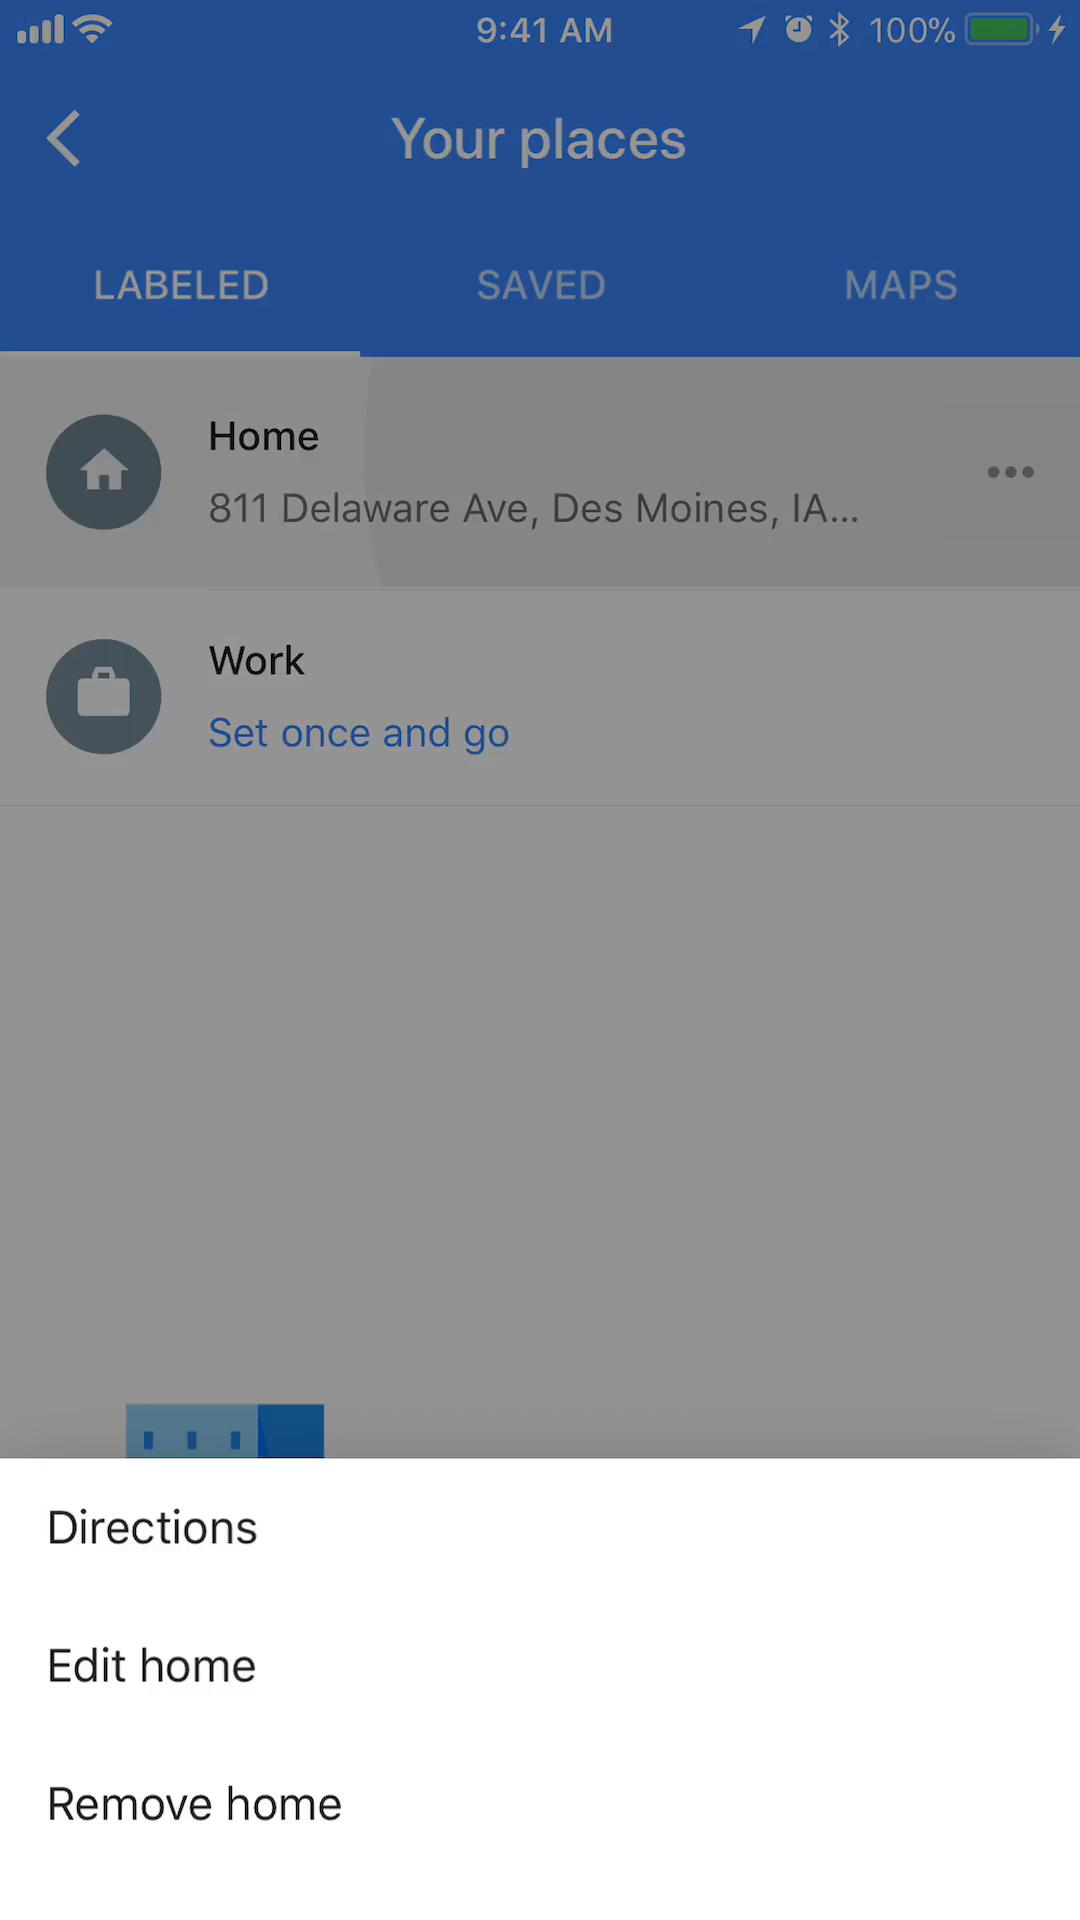 9:41 AM
100%
Your places
LABELED
SAVED
MAPS
Home
811 Delaware Ave, Des Moines, IA...
Work
Set once and go
Directions
Edit home
Remove home